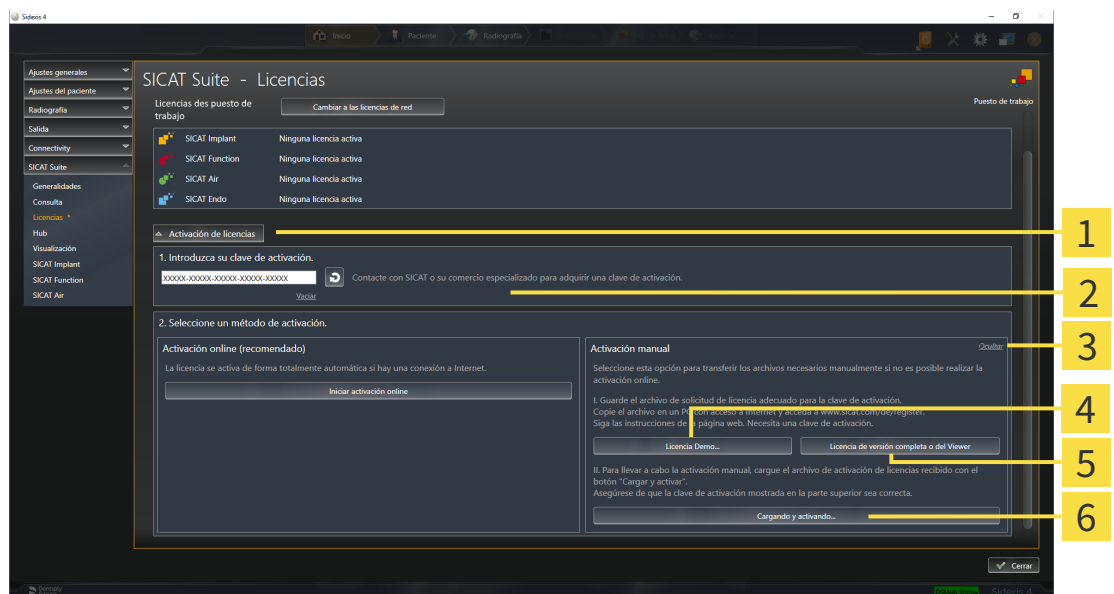 Sidexis 4
Inicio
Paciente
Radiografía
Ajustes generales
Ajustes del paciente
Radiografía
Salida
Connectivity
SICAT Suite
Generalidades
Consulta
Licencias *
Hub
Visualización
SICAT Implant
SICAT Function
SICAT Air
SICAT Suite - Licencias
Puesto de trabajo
Licencias des puesto de
trabajo
Cambiar a las licencias de red
SICAT Implant Ninguna licencia activa
SICAT Function Ninguna licencia activa
SICAT Air Ninguna licencia activa
SICAT Endo Ninguna licencia activa
Activación de licencias
1. Introduzca su clave de activación.
XXXXX-XXXXX-XXXXX-XXXXX-XXXXX
Contacte con SICAT o su comercio especializado para adquirir una clave de activación.
Vaciar
2. Seleccione un método de activación.
Activación online (recomendado)
La licencia se activa de forma totalmente automática si hay una conexión a Internet.
Iniciar activación online
Activación manual
Ocultar
Seleccione esta opción para transferir los archivos necesarios manualmente si no es posible realizar la
activación online.
I. Guarde el archivo de solicitud de licencia adecuado para la clave de activación.
Copie el archivo en un PC con acceso a Internet y acceda a www.sicat.com/de/register.
Siga las instrucciones de la página web. Necesita una clave de activación.
Licencia Demo...
Licencia de versión completa o del Viewer
II. Para llevar a cabo la activación manual, cargue el archivo de activación de licencias recibido con el
botón "Cargar y activar".
Asegúrese de que la clave de activación mostrada en la parte superior sea correcta.
Cargando y activando...
Cerrar
Dentsply
Sidexis 4
1
2
3
4
5
6